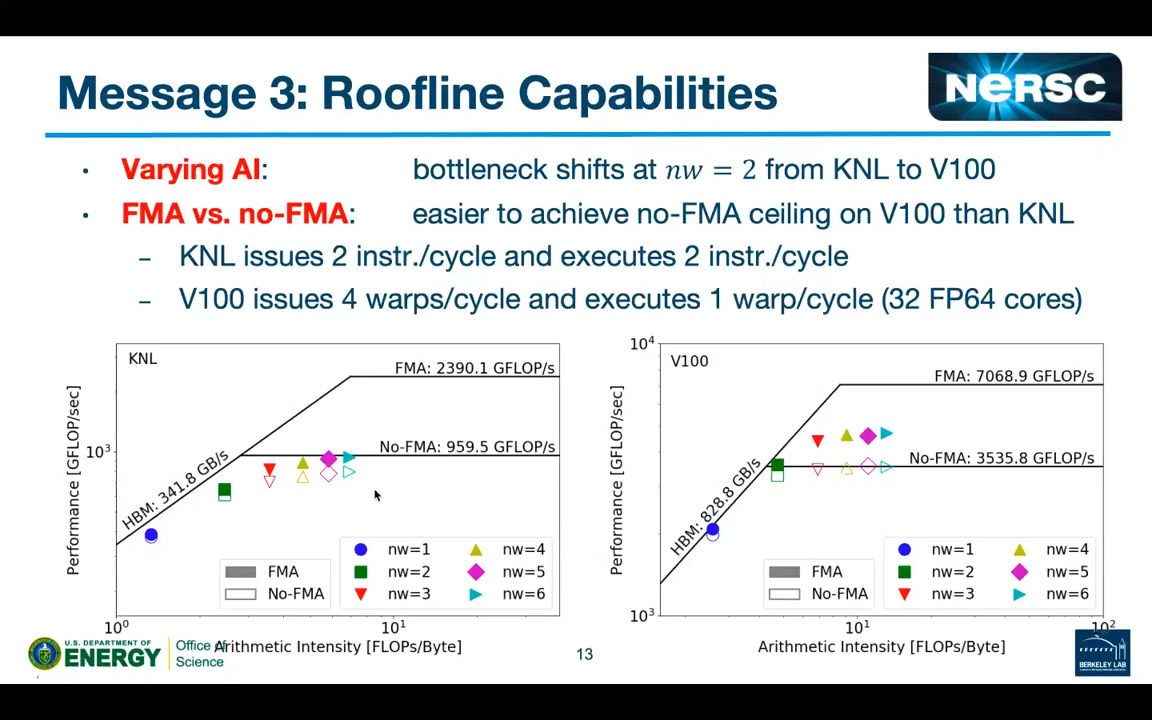 Message 3: Roofline Capabilities
NERSC
• Varying AI: bottleneck shifts at nw = 2 from KNL to V100
• FMA vs. no-FMA: easier to achieve no-FMA ceiling on V100 than KNL
– KNL issues 2 instr./cycle and executes 2 instr./cycle
– V100 issues 4 warps/cycle and executes 1 warp/cycle (32 FP64 cores)
KNL
FMA: 2390.1 GFLOP/s
No-FMA: 959.5 GFLOP/s
HBM: 341.8 GB/s
Performance [GFLOP/sec]
10³
FMA
No-FMA
nw=1
nw=2
nw=3
nw=4
nw=5
nw=6
10⁰
10¹
Arithmetic Intensity [FLOPs/Byte]
10⁴
V100
FMA: 7068.9 GFLOP/s
No-FMA: 3535.8 GFLOP/s
HBM: 828.8 GB/s
Performance [GFLOP/sec]
FMA
No-FMA
nw=1
nw=2
nw=3
nw=4
nw=5
nw=6
10³
10¹
10²
Arithmetic Intensity [FLOPs/Byte]
U.S. DEPARTMENT OF
ENERGY
Office of
Science
13
BERKELEY LAB